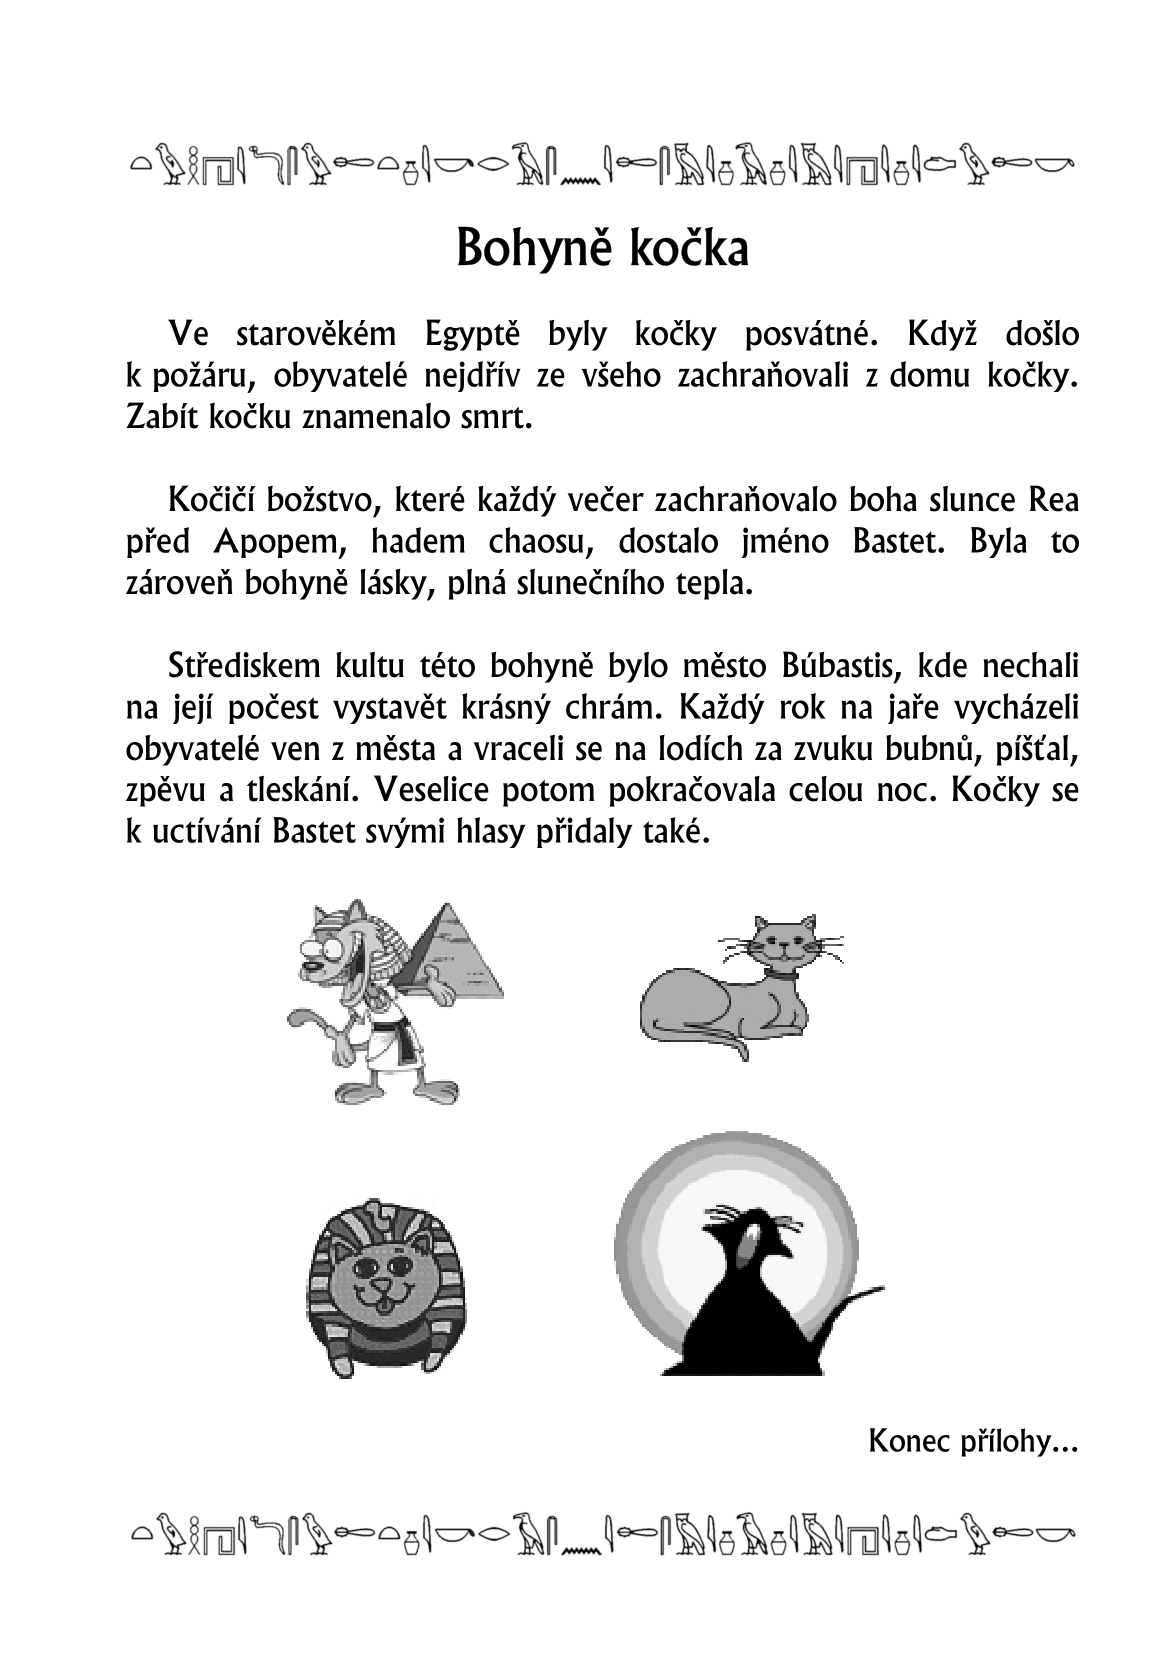 Bohyně kočka
Ve starověkém Egyptě byly kočky posvátné. Když došlo
k požáru, obyvatelé nejdřív ze všeho zachraňovali z domu kočky.
Zabít kočku znamenalo smrt.
Kočičí božstvo, které každý večer zachraňovalo boha slunce Rea
před Apopem, hadem chaosu, dostalo jméno Bastet. Byla to
zároveň bohyně lásky, plná slunečního tepla.
Střediskem kultu této bohyně bylo město Búbastis, kde nechali
na její počest vystavět krásný chrám. Každý rok na jaře vycházeli
obyvatelé ven z města a vraceli se na lodích za zvuku bubnů, píšťal,
zpěvu a tleskání. Veselice potom pokračovala celou noc. Kočky se
k uctívání Bastet svými hlasy přidaly také.
Konec přílohy...